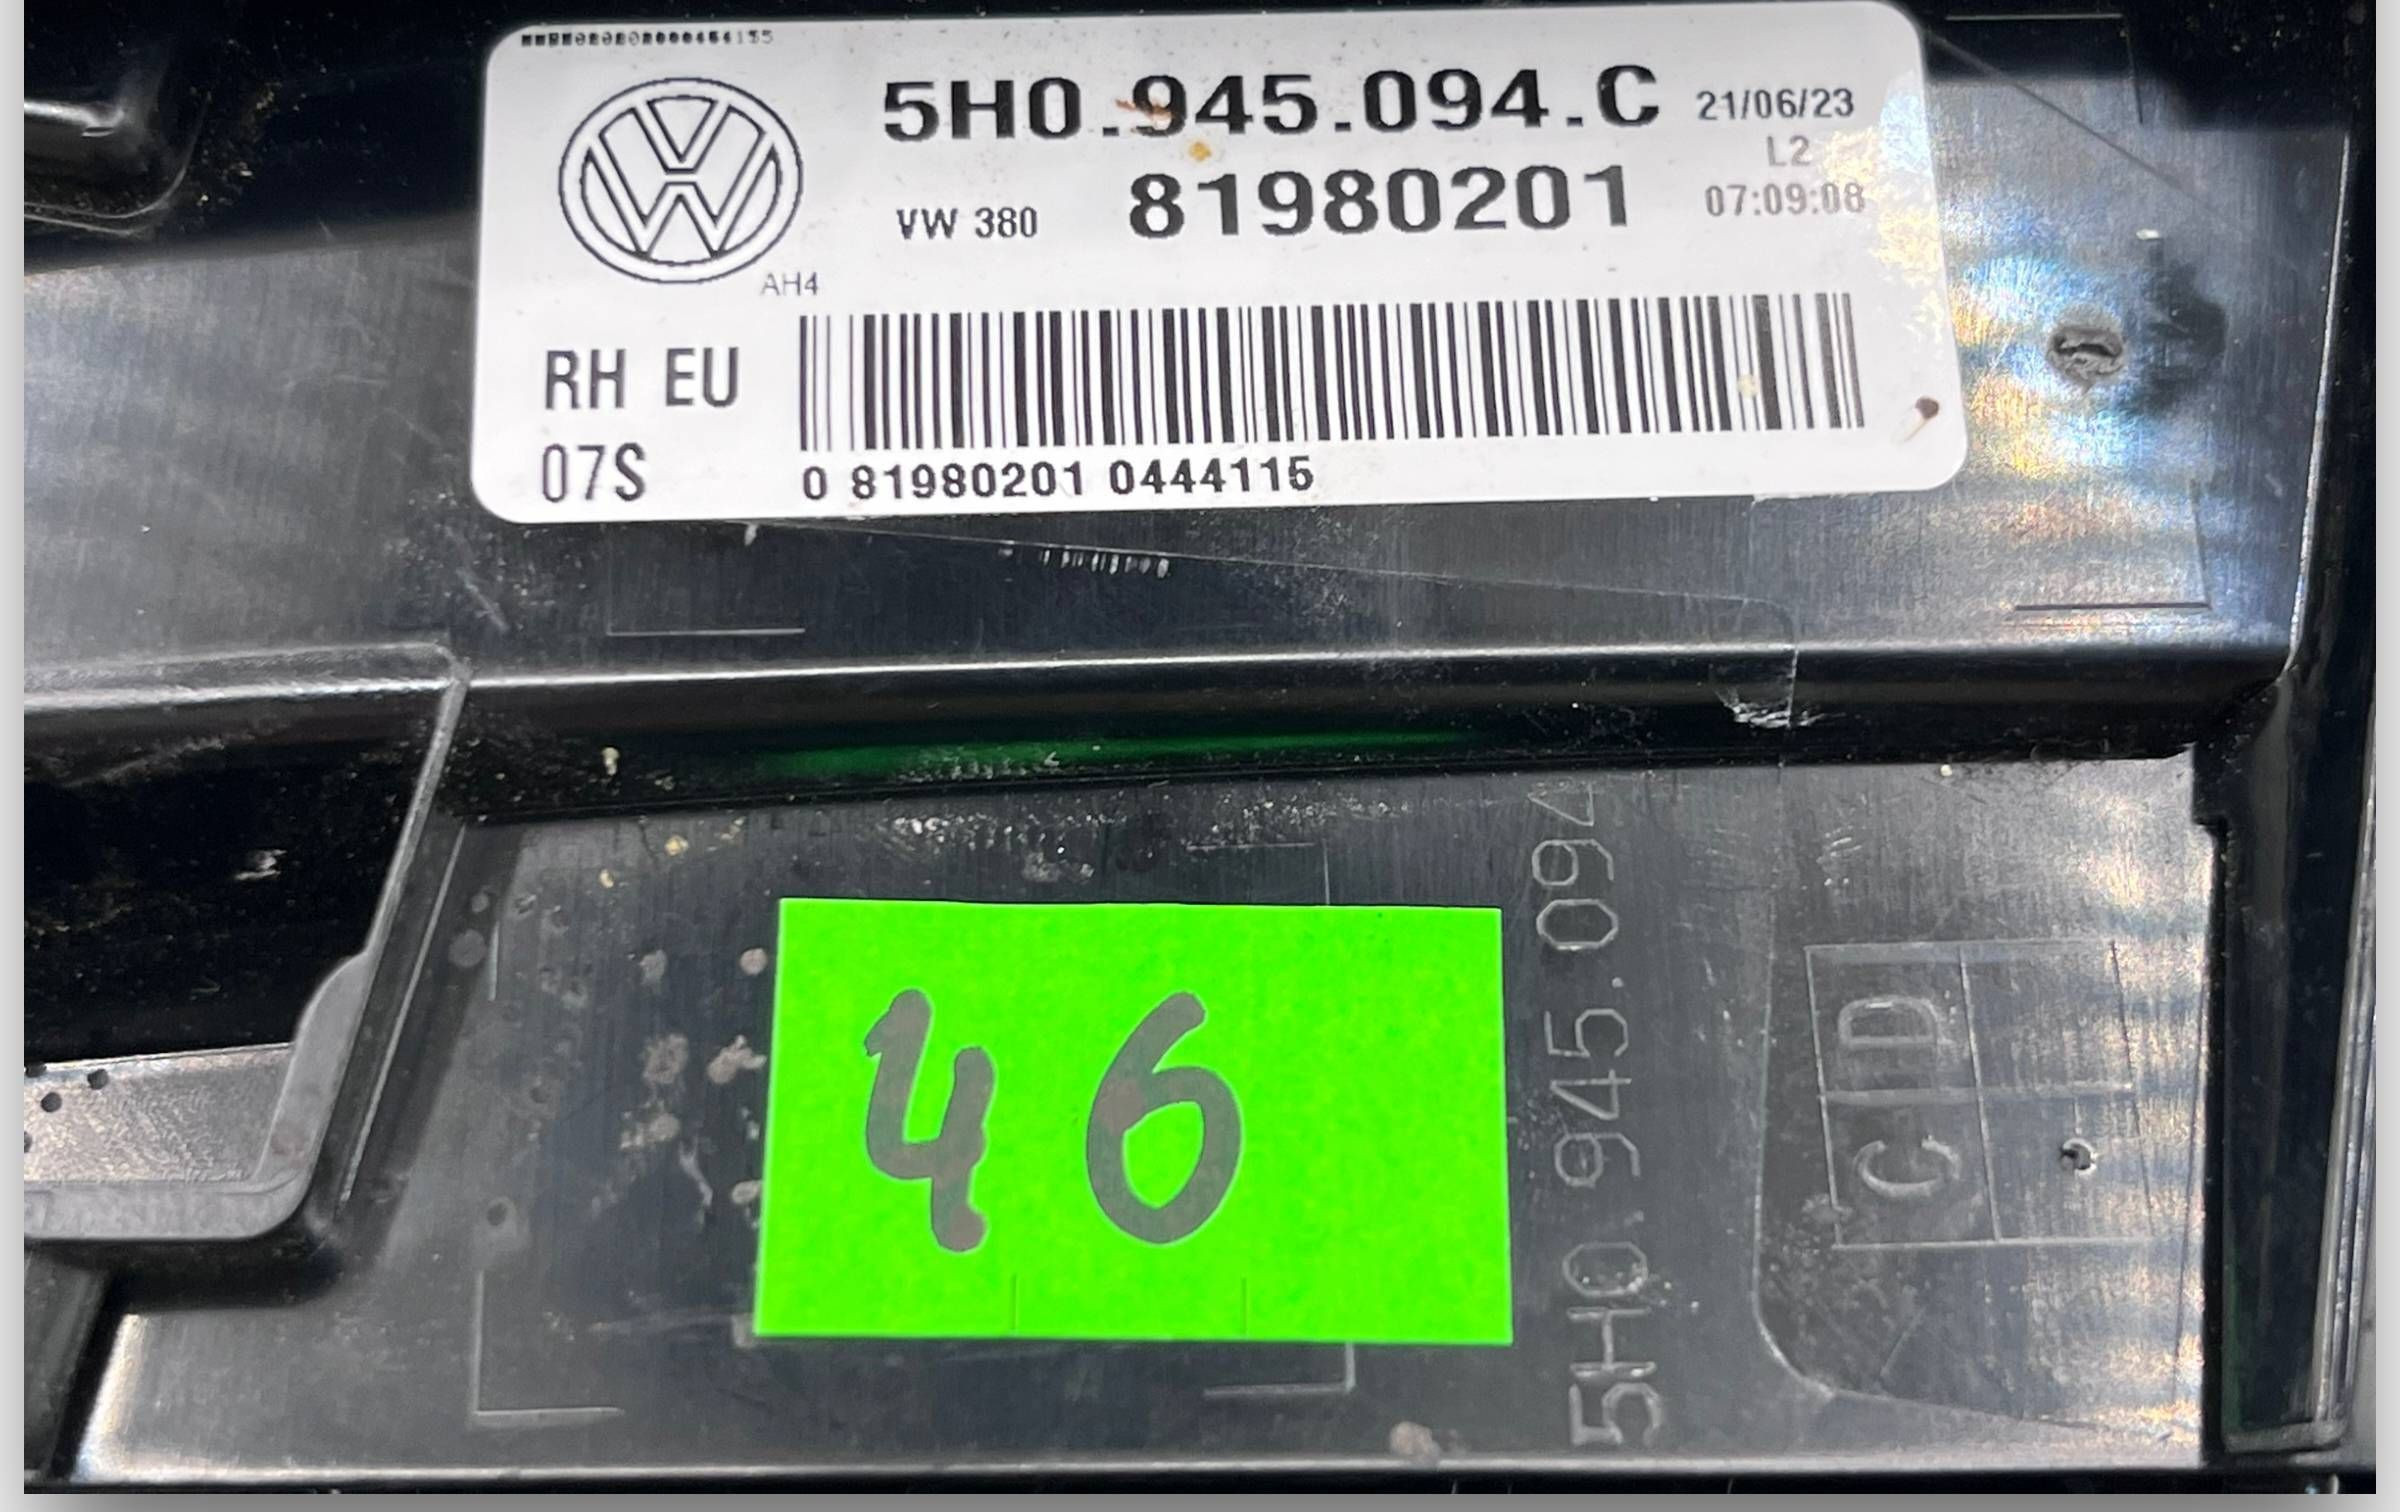 5H0.945.094.C
21/06/23
L2
VW 380
81980201
07:09:08
AH4
RH EU
07S
0 81980201 0444115
46
5H0.945.094
C D